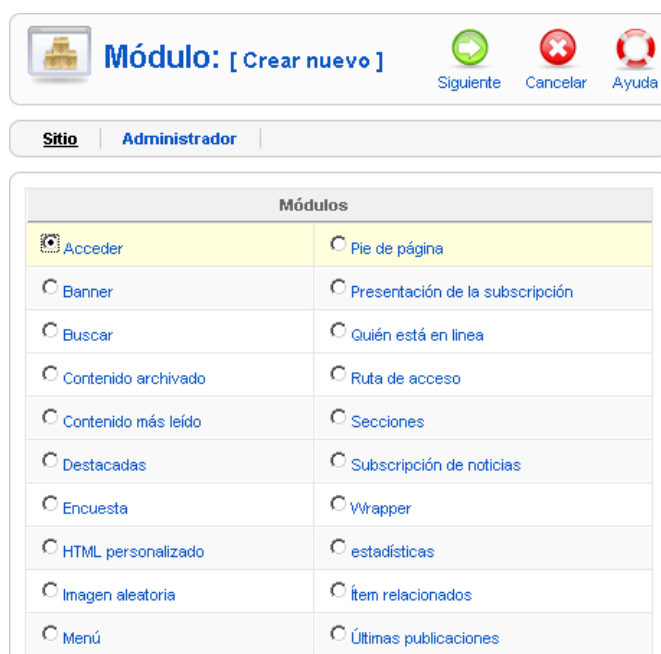 Módulo: [ Crear nuevo ]
Siguiente Cancelar Ayuda
Sitio Administrador
Módulos
Acceder Pie de página
Banner Presentación de la subscripción
Buscar Quién está en linea
Contenido archivado Ruta de acceso
Contenido más leído Secciones
Destacadas Subscripción de noticias
Encuesta Wrapper
HTML personalizado estadísticas
Imagen aleatoria Ítem relacionados
Menú Últimas publicaciones